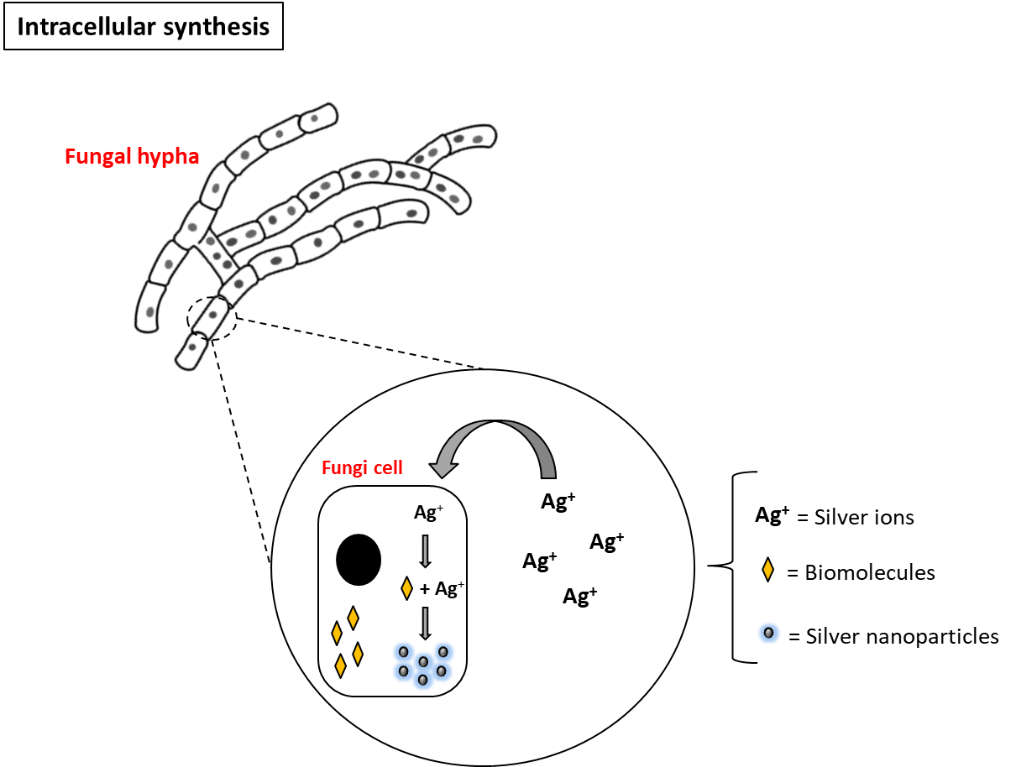 Intracellular synthesis
Fungal hypha
Fungi cell
Ag⁺
Ag⁺
Ag⁺
Ag⁺
Ag⁺
+ Ag⁺
Ag⁺ = Silver ions
= Biomolecules
= Silver nanoparticles